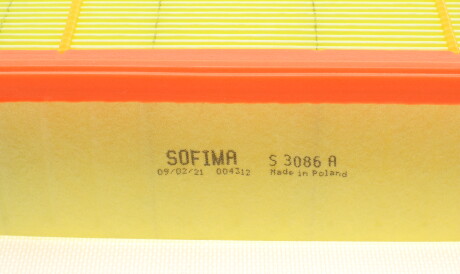 SOFIMA S 3086 A
09/02/21 004312 Made in Poland